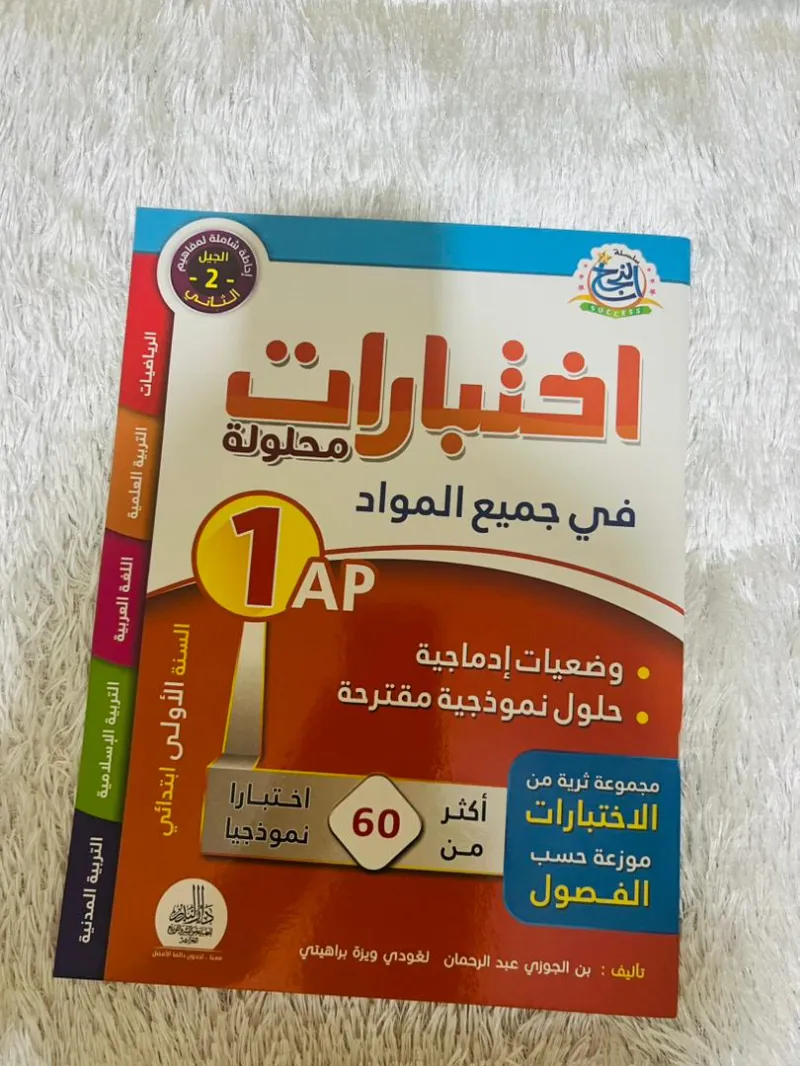 إحاطة شاملة لمفاهيم
الجيل
- 2 -
الثاني
سلسلة
النجاح
SUCCESS
اختبارات
محلولة
في جميع المواد
1 AP
السنة الأولى ابتدائي
• وضعيات إدماجية
• حلول نموذجية مقترحة
مجموعة ثرية من
الاختبارات
موزعة حسب
الفصول
أكثر من
60
اختبارا نموذجيا
الرياضيات
التربية العلمية
اللغة العربية
التربية الإسلامية
التربية المدنية
تأليف : بن الجوزي عبد الرحمان لغودي ويزة براهيتي